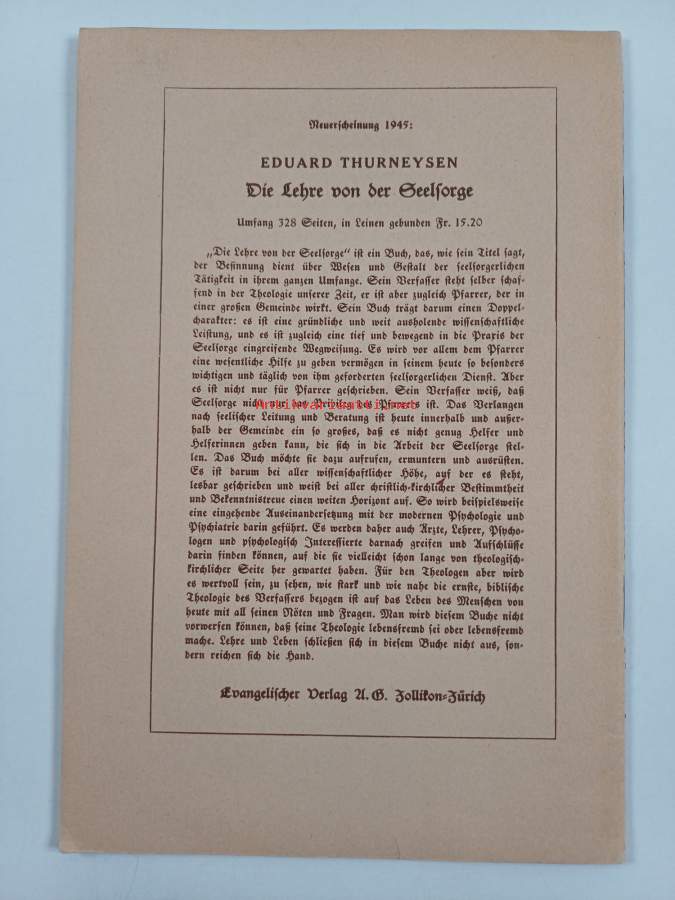 Neuerscheinung 1945:
EDUARD THURNEYSEN
Die Lehre von der Seelsorge
Umfang 328 Seiten, in Leinen gebunden Fr. 15.20
„Die Lehre von der Seelsorge“ ist ein Buch, das, wie sein Titel sagt,
der Besinnung dient über Wesen und Gestalt der seelsorgerlichen
Tätigkeit in ihrem ganzen Umfange. Sein Verfasser steht selber schaf-
fend in der Theologie unserer Zeit, er ist aber zugleich Pfarrer, der in
einer großen Gemeinde wirkt. Sein Buch trägt darum einen Doppel-
charakter: es ist eine gründliche und weit ausholende wissenschaftliche
Leistung, und es ist zugleich eine tief und bewegend in die Praxis der
Seelsorge eingreifende Wegweisung. Es wird vor allem dem Pfarrer
eine wesentliche Hilfe zu geben vermögen in seinem heute so besonders
wichtigen und täglich von ihm geforderten seelsorgerlichen Dienst. Aber
es ist nicht nur für Pfarrer geschrieben. Sein Verfasser weiß, daß
Seelsorge nicht nur das Privileg des Pfarrers ist. Das Verlangen
nach seelischer Leitung und Beratung ist heute innerhalb und außer-
halb der Gemeinde ein so großes, daß es nicht genug Helfer und
Helferinnen geben kann, die sich in die Arbeit der Seelsorge stel-
len. Das Buch möchte sie dazu aufrufen, ermuntern und ausrüsten.
Es ist darum bei aller wissenschaftlicher Höhe, auf der es steht,
lesbar geschrieben und weist bei aller christlich-kirchlicher Bestimmtheit
und Bekenntnistreue einen weiten Horizont auf. So wird beispielsweise
eine eingehende Auseinandersetzung mit der modernen Psychologie und
Psychiatrie darin geführt. Es werden daher auch Ärzte, Lehrer, Psycho-
logen und psychologisch Interessierte darnach greifen und Aufschlüsse
darin finden können, auf die sie vielleicht schon lange von theologisch-
kirchlicher Seite her gewartet haben. Für den Theologen aber wird
es wertvoll sein, zu sehen, wie stark und wie nahe die ernste, biblische
Theologie des Verfassers bezogen ist auf das Leben des Menschen von
heute mit all seinen Nöten und Fragen. Man wird diesem Buche nicht
vorwerfen können, daß seine Theologie lebensfremd sei oder lebensfremd
mache. Lehre und Leben schließen sich in diesem Buche nicht aus, son-
dern reichen sich die Hand.
Evangelischer Verlag A.G. Zollikon-Zürich